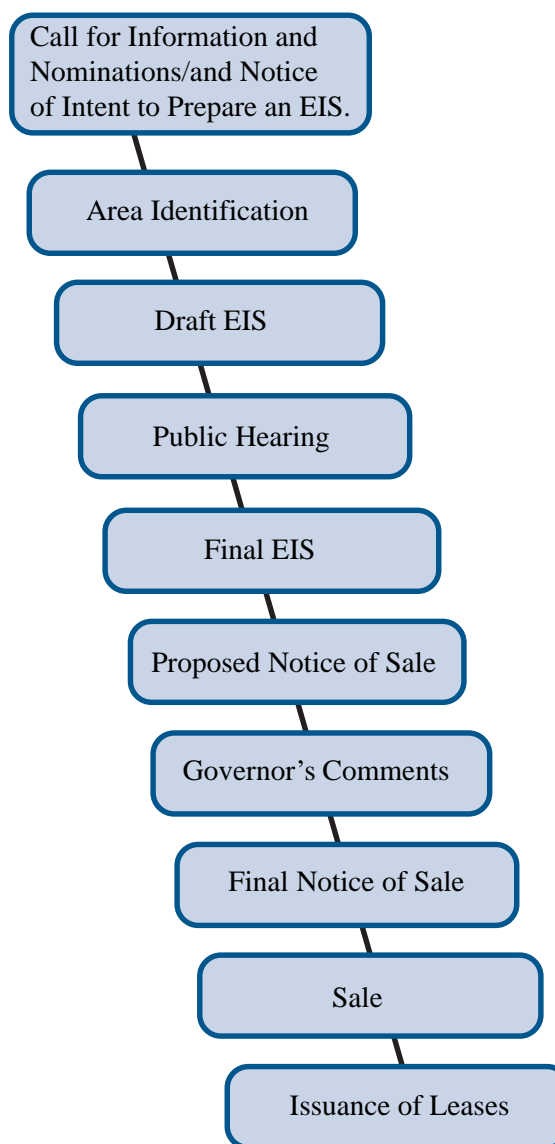 Call for Information and
Nominations/and Notice
of Intent to Prepare an EIS.
Area Identification
Draft EIS
Public Hearing
Final EIS
Proposed Notice of Sale
Governor’s Comments
Final Notice of Sale
Sale
Issuance of Leases